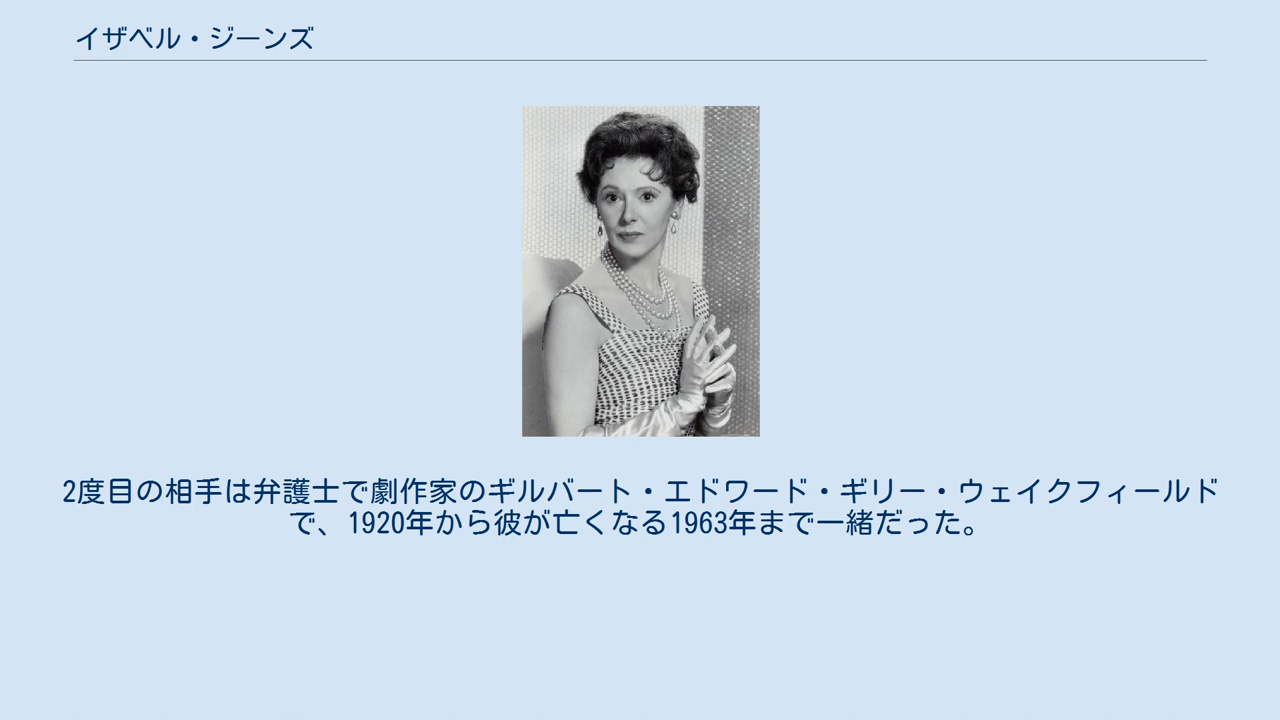 イザベル・ジーンズ
2度目の相手は弁護士で劇作家のギルバート・エドワード・ギリー・ウェイクフィールド
で、1920年から彼が亡くなる1963年まで一緒だった。